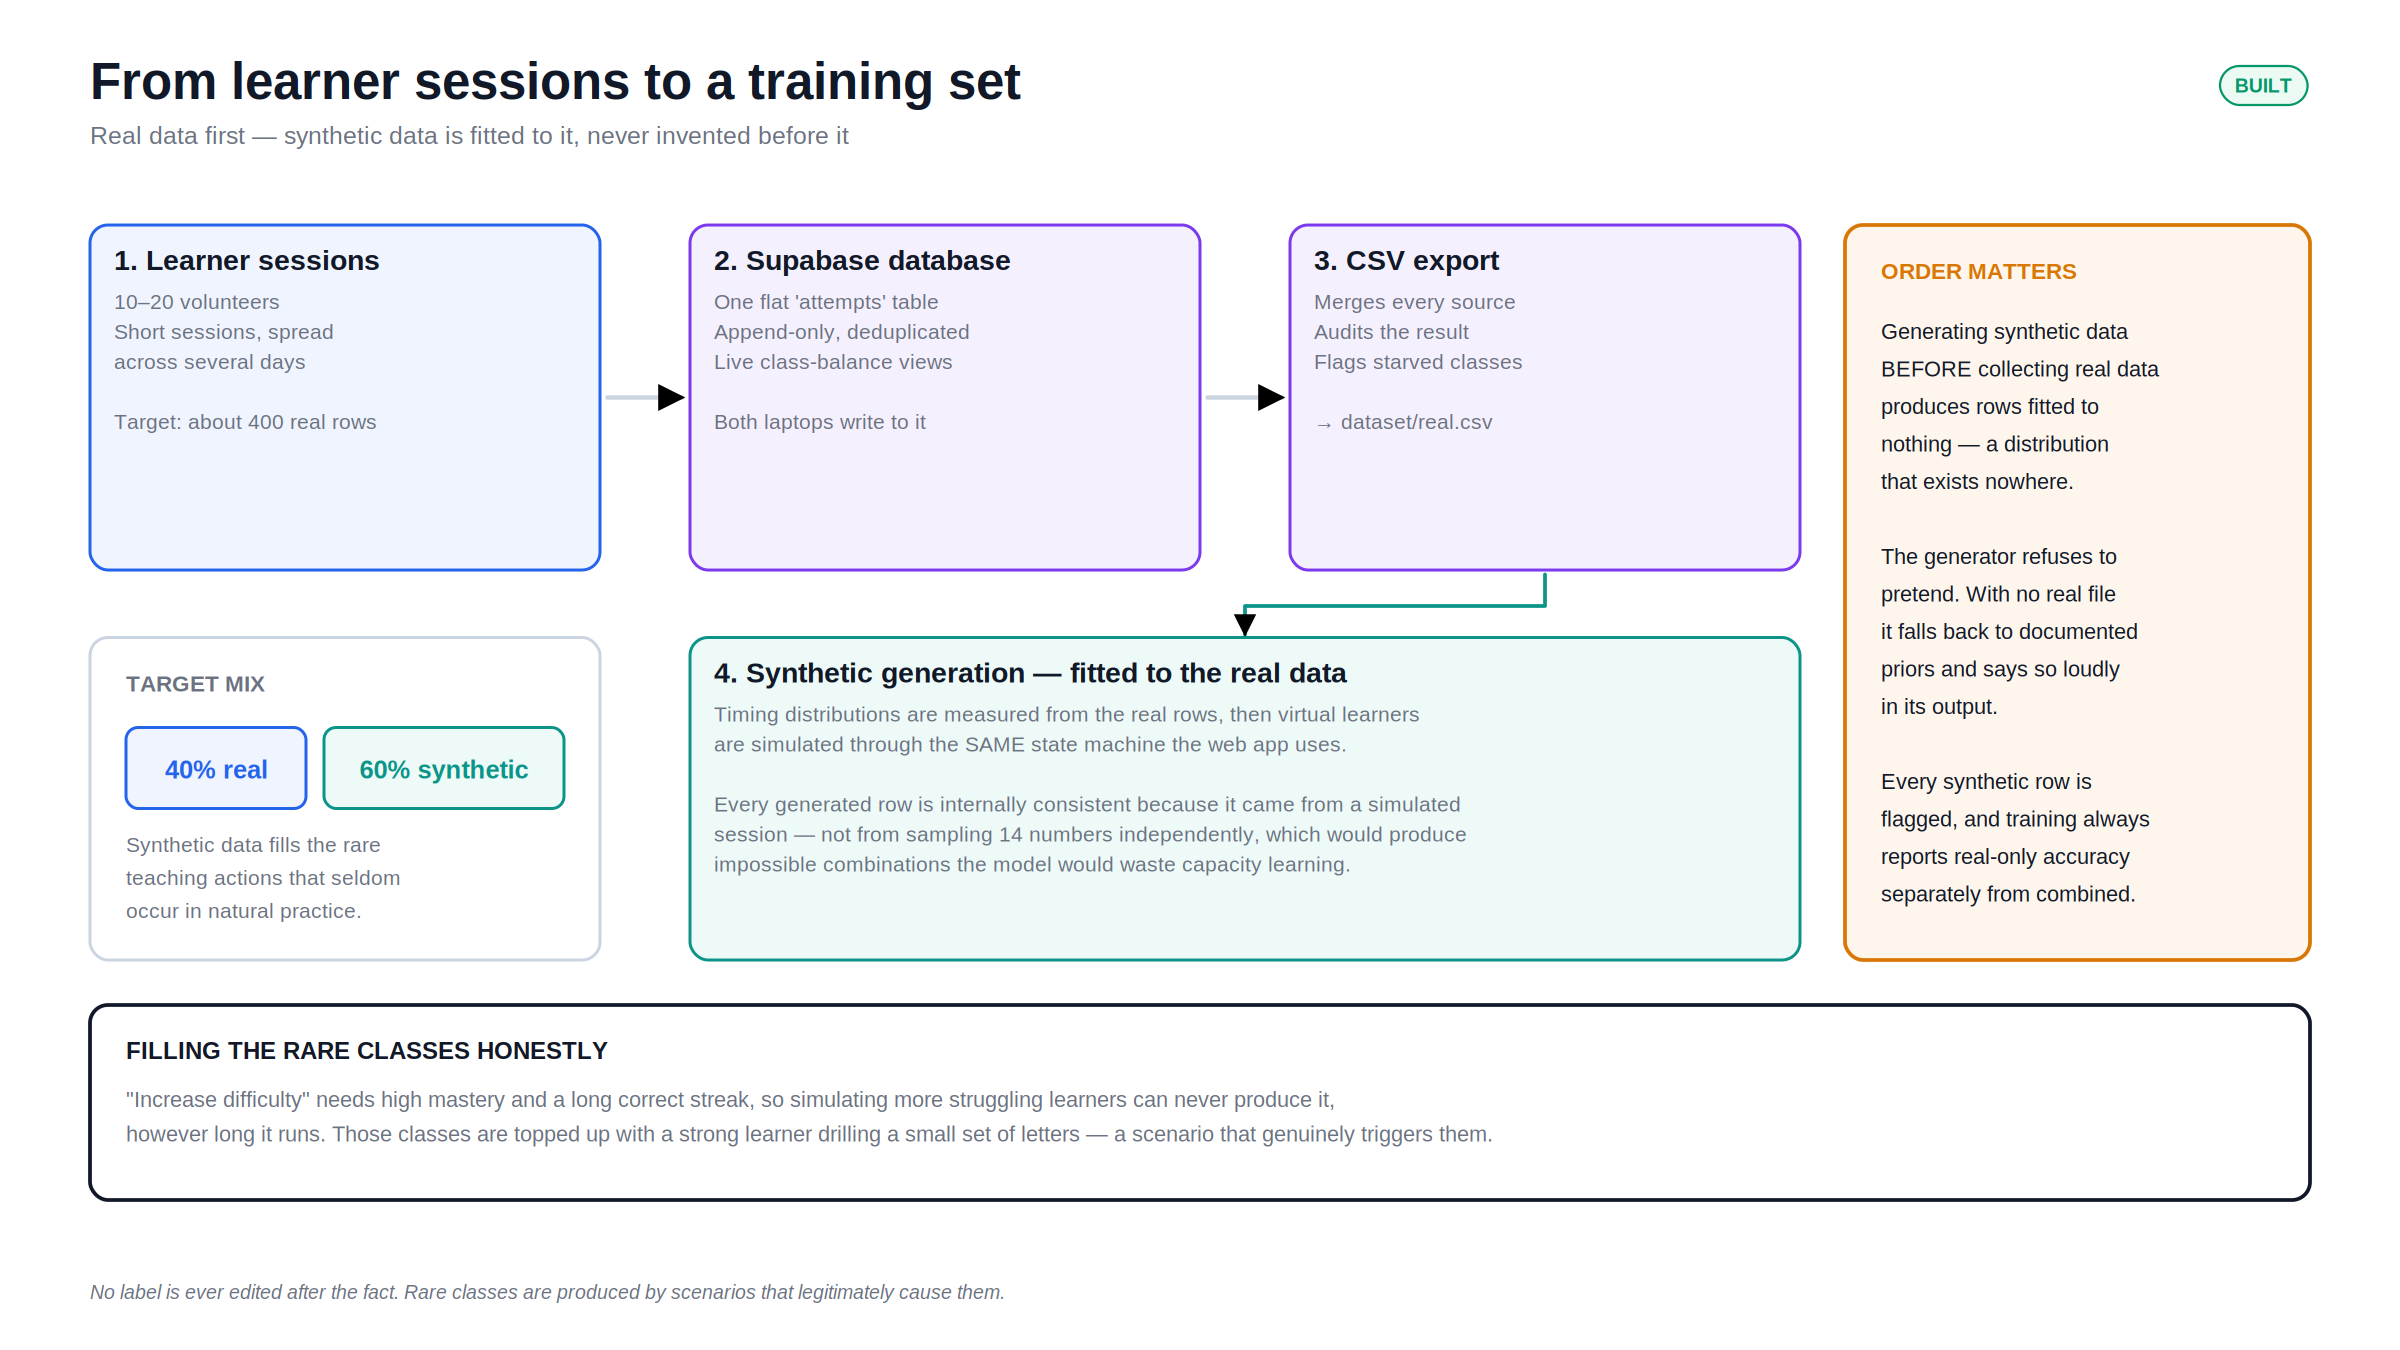 From learner sessions to a training set
BUILT
Real data first — synthetic data is fitted to it, never invented before it
1. Learner sessions
10–20 volunteers
Short sessions, spread
across several days
Target: about 400 real rows
2. Supabase database
One flat 'attempts' table
Append-only, deduplicated
Live class-balance views
Both laptops write to it
3. CSV export
Merges every source
Audits the result
Flags starved classes
→ dataset/real.csv
ORDER MATTERS
Generating synthetic data
BEFORE collecting real data
produces rows fitted to
nothing — a distribution
that exists nowhere.
The generator refuses to
pretend. With no real file
it falls back to documented
priors and says so loudly
in its output.
Every synthetic row is
flagged, and training always
reports real-only accuracy
separately from combined.
TARGET MIX
40% real
60% synthetic
Synthetic data fills the rare
teaching actions that seldom
occur in natural practice.
4. Synthetic generation — fitted to the real data
Timing distributions are measured from the real rows, then virtual learners
are simulated through the SAME state machine the web app uses.
Every generated row is internally consistent because it came from a simulated
session — not from sampling 14 numbers independently, which would produce
impossible combinations the model would waste capacity learning.
FILLING THE RARE CLASSES HONESTLY
"Increase difficulty" needs high mastery and a long correct streak, so simulating more struggling learners can never produce it,
however long it runs. Those classes are topped up with a strong learner drilling a small set of letters — a scenario that genuinely triggers them.
No label is ever edited after the fact. Rare classes are produced by scenarios that legitimately cause them.